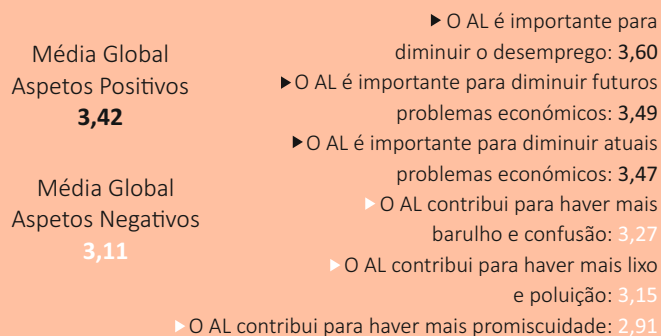 Média Global
Aspetos Positivos
3,42
Média Global
Aspetos Negativos
3,11
▶ O AL é importante para
diminuir o desemprego: 3,60
▶ O AL é importante para diminuir futuros
problemas económicos: 3,49
▶ O AL é importante para diminuir atuais
problemas económicos: 3,47
▶ O AL contribui para haver mais
barulho e confusão: 3,27
▶ O AL contribui para haver mais lixo
e poluição: 3,15
▶ O AL contribui para haver mais promiscuidade: 2,91